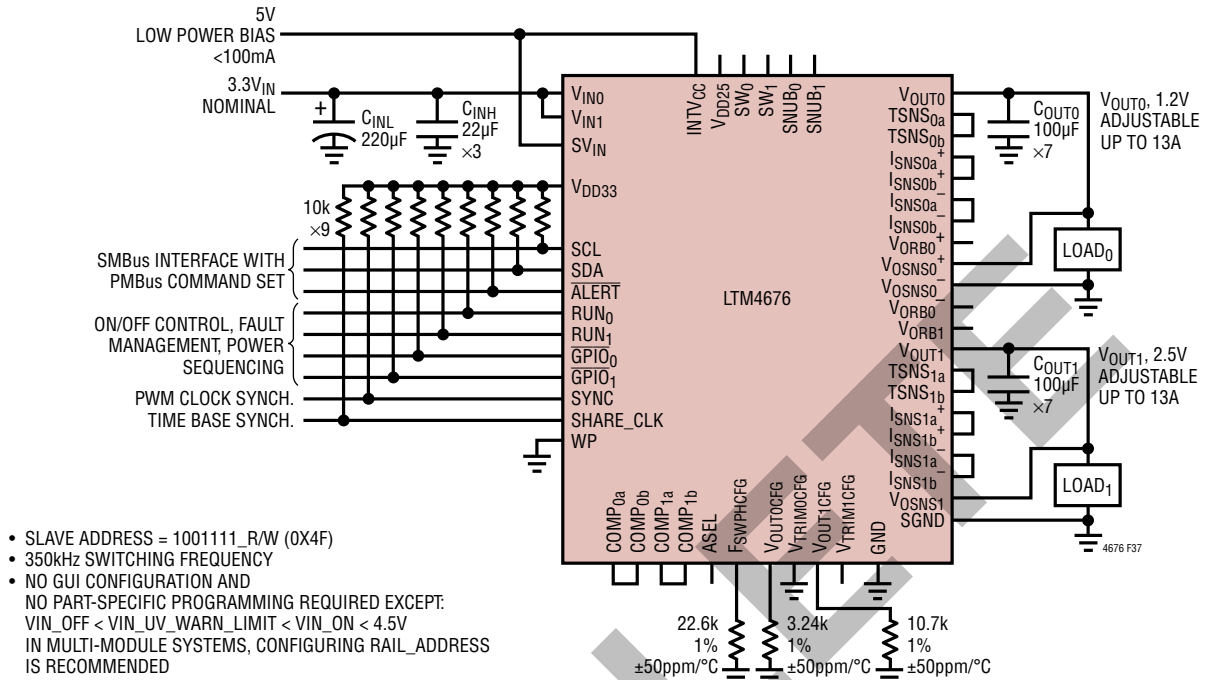 5V
LOW POWER BIAS
<100mA
3.3VIN
NOMINAL
+
CINL
220µF
CINH
22µF
×3
10k
×9
SMBus INTERFACE WITH
PMBus COMMAND SET
ON/OFF CONTROL, FAULT
MANAGEMENT, POWER
SEQUENCING
PWM CLOCK SYNCH.
TIME BASE SYNCH.
VIN0
VIN1
SVIN
VDD33
SCL
SDA
ALERT
RUN0
RUN1
GPIO0
GPIO1
SYNC
SHARE_CLK
WP
INTVCC
VDD25
SW0
SW1
SNUB0
SNUB1
LTM4676
VOUT0
TSNS0a
TSNS0b
ISNS0a+
ISNS0b+
ISNS0a–
ISNS0b–
VORB0+
VOSNS0+
VOSNS0–
VORB0–
VORB1
VOUT1
TSNS1a
TSNS1b
ISNS1a+
ISNS1b+
ISNS1a–
ISNS1b–
VOSNS1
SGND
COMP0a
COMP0b
COMP1a
COMP1b
ASEL
FSWPHCFG
VOUT0CFG
VTRIM0CFG
VOUT1CFG
VTRIM1CFG
GND
COUT0
100µF
×7
VOUT0, 1.2V
ADJUSTABLE
UP TO 13A
LOAD0
COUT1
100µF
×7
VOUT1, 2.5V
ADJUSTABLE
UP TO 13A
LOAD1
4676 F37
22.6k
1%
±50ppm/°C
3.24k
1%
±50ppm/°C
10.7k
1%
±50ppm/°C
• SLAVE ADDRESS = 1001111_R/W (0X4F)
• 350kHz SWITCHING FREQUENCY
• NO GUI CONFIGURATION AND
NO PART-SPECIFIC PROGRAMMING REQUIRED EXCEPT:
VIN_OFF < VIN_UV_WARN_LIMIT < VIN_ON < 4.5V
IN MULTI-MODULE SYSTEMS, CONFIGURING RAIL_ADDRESS
IS RECOMMENDED